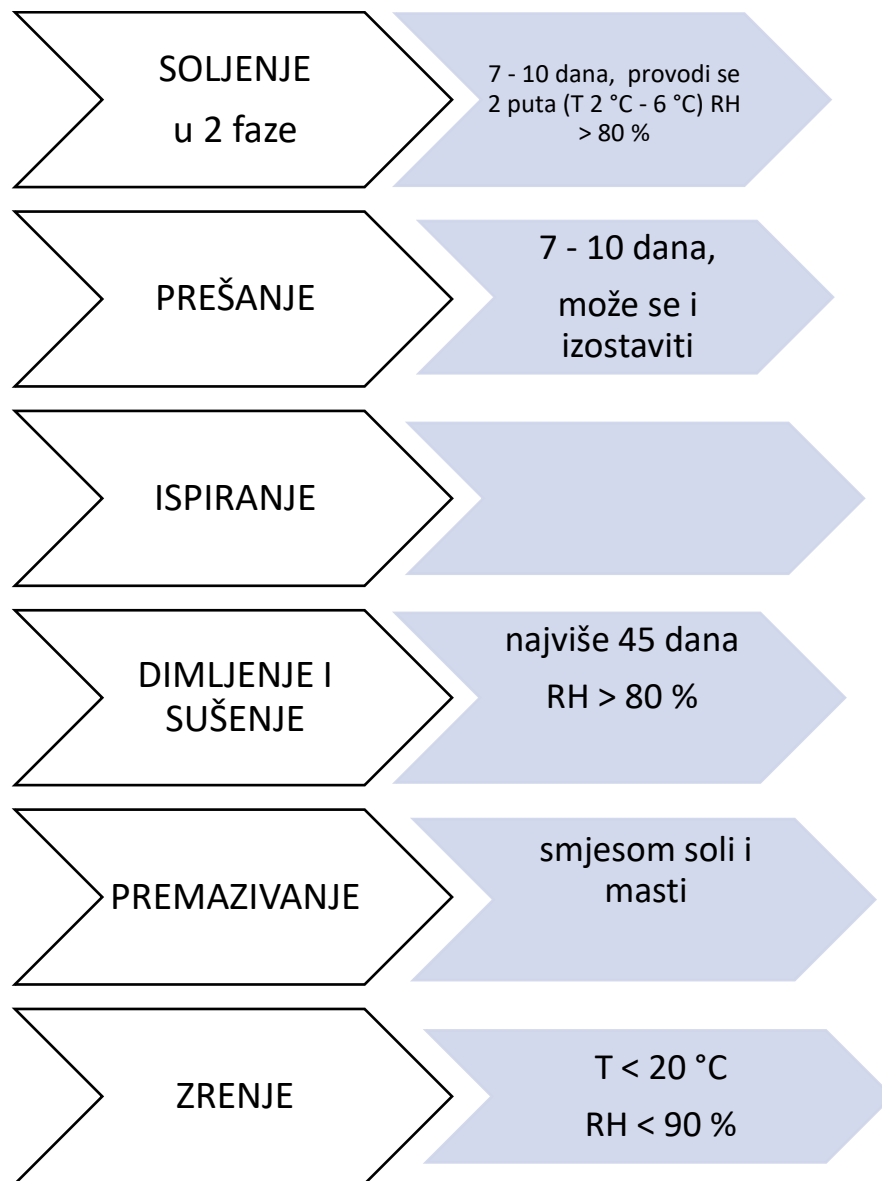 SOLJENJE
u 2 faze
7 - 10 dana, provodi se
2 puta (T 2 °C - 6 °C) RH
> 80 %
PREŠANJE
7 - 10 dana,
može se i
izostaviti
ISPIRANJE
DIMLJENJE I
SUŠENJE
najviše 45 dana
RH > 80 %
PREMAZIVANJE
smjesom soli i
masti
ZRENJE
T < 20 °C
RH < 90 %